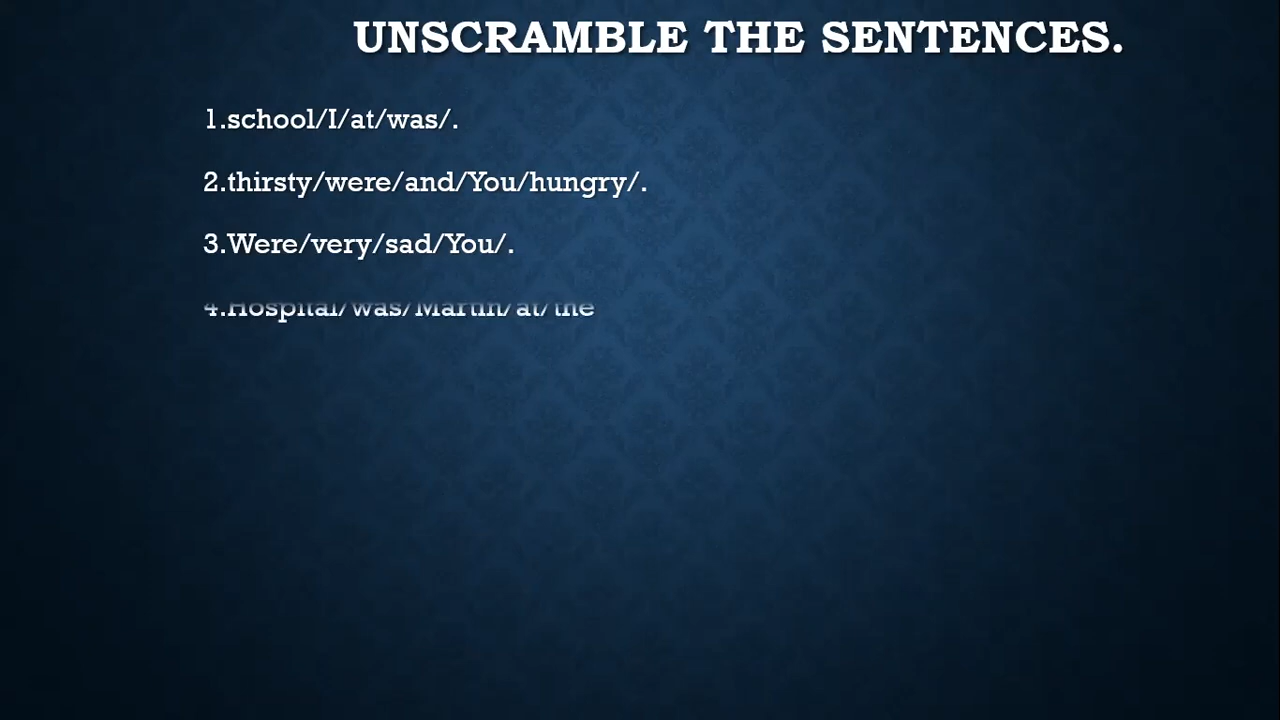 UNSCRAMBLE THE SENTENCES.
1.school/I/at/was/.
2.thirsty/were/and/You/hungry/.
3.Were/very/sad/You/.
4.Hospital/was/Martin/at/the